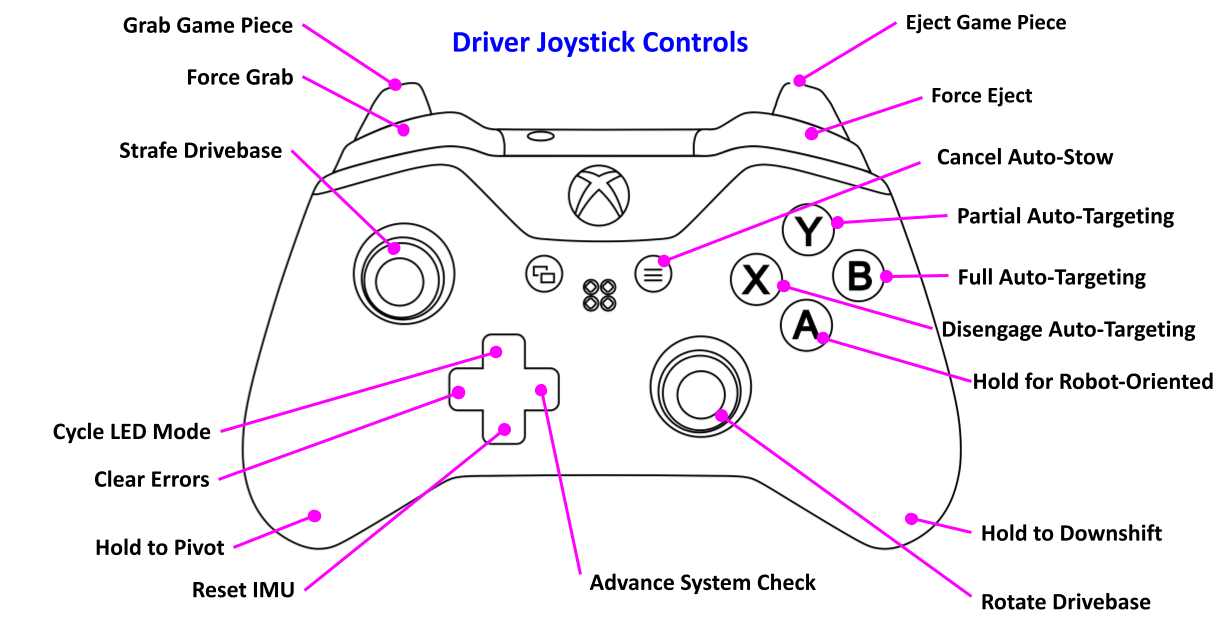 Driver Joystick Controls
Grab Game Piece
Eject Game Piece
Force Grab
Force Eject
Strafe Drivebase
Cancel Auto-Stow
Partial Auto-Targeting
Y
X
B
A
Full Auto-Targeting
Disengage Auto-Targeting
Hold for Robot-Oriented
Cycle LED Mode
Clear Errors
Hold to Pivot
Hold to Downshift
Reset IMU
Advance System Check
Rotate Drivebase